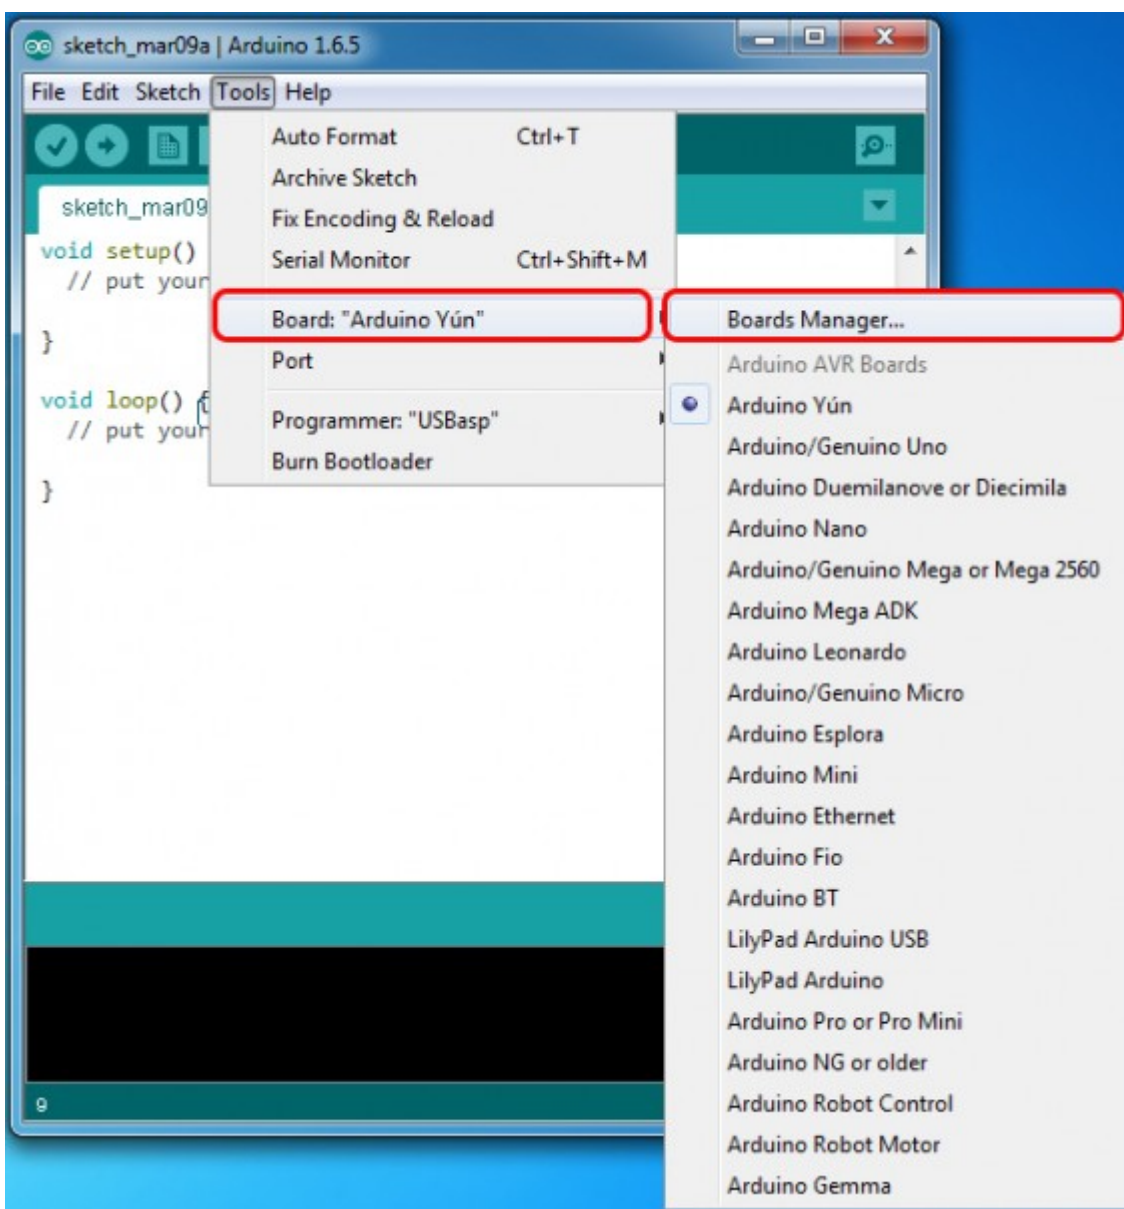 sketch_mar09a | Arduino 1.6.5
File Edit Sketch Tools Help
sketch_mar09
void setup()
// put your
}
void loop() {
// put your
}
Auto Format Ctrl+T
Archive Sketch
Fix Encoding & Reload
Serial Monitor Ctrl+Shift+M
Board: "Arduino Yún"
Port
Programmer: "USBasp"
Burn Bootloader
Boards Manager...
Arduino AVR Boards
Arduino Yún
Arduino/Genuino Uno
Arduino Duemilanove or Diecimila
Arduino Nano
Arduino/Genuino Mega or Mega 2560
Arduino Mega ADK
Arduino Leonardo
Arduino/Genuino Micro
Arduino Esplora
Arduino Mini
Arduino Ethernet
Arduino Fio
Arduino BT
LilyPad Arduino USB
LilyPad Arduino
Arduino Pro or Pro Mini
Arduino NG or older
Arduino Robot Control
Arduino Robot Motor
Arduino Gemma
9